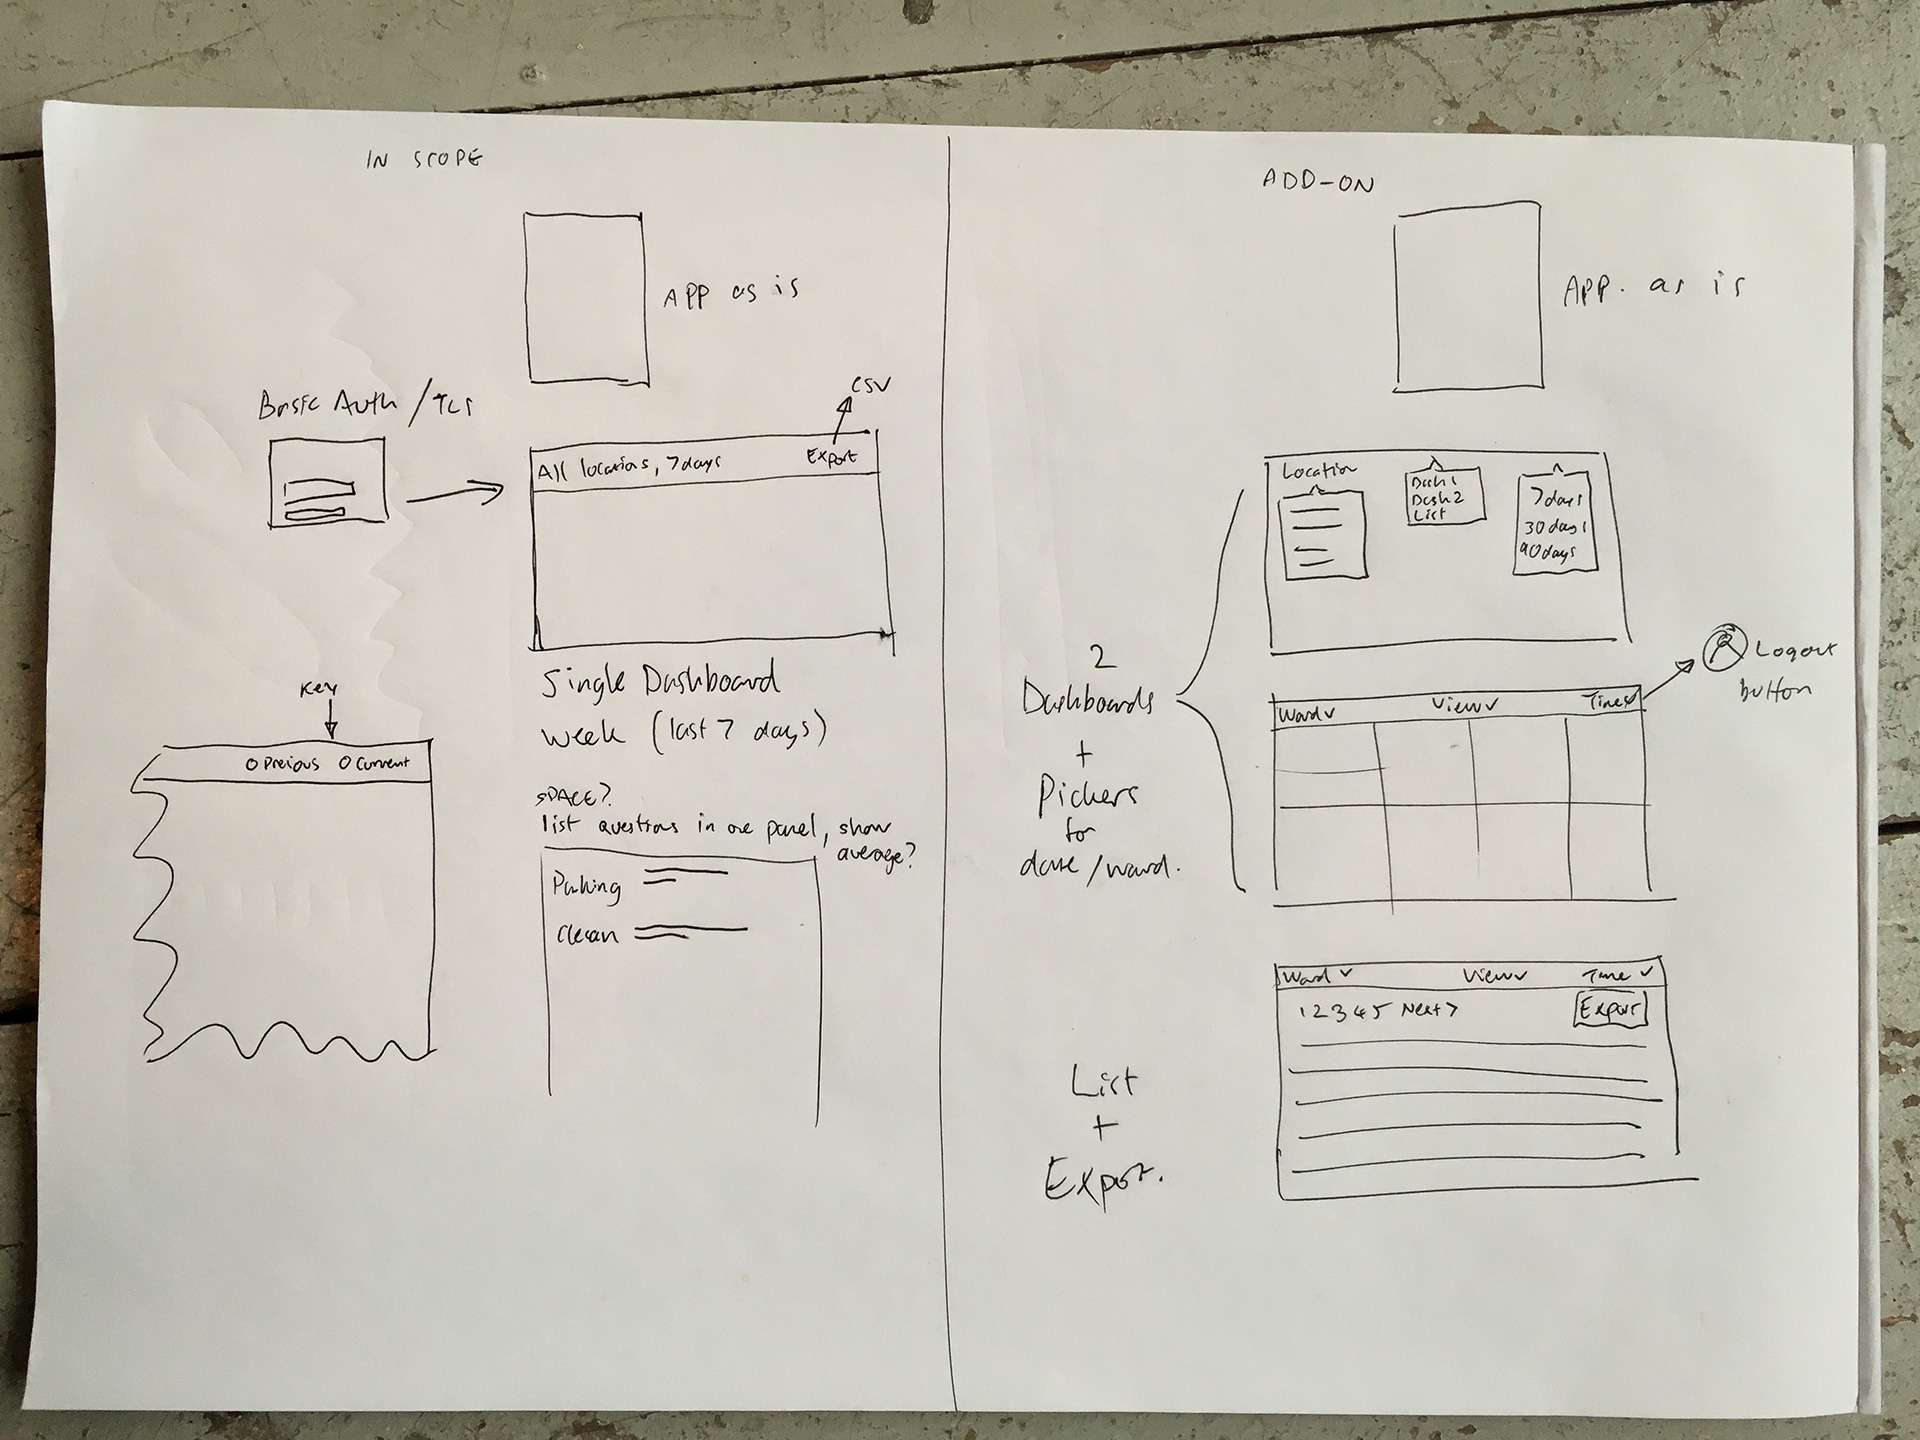 IN SCOPE
APP as is
Basic Auth /TLS
CSV
All locations, 7days
Export
Single Dashboard
week (last 7 days)
Key
O Previous O Current
SPACE?
list questions in one panel, show
average?
Parking
Clean
ADD-ON
APP. as is
Location
Dash 1
Dash 2
List
7days
30days
90days
2
Dashboards
+
Pickers
for
date /ward.
Logout
button
Ward View Time
List
+
Export.
Ward View Time
1 2 3 4 5 Next >
Export